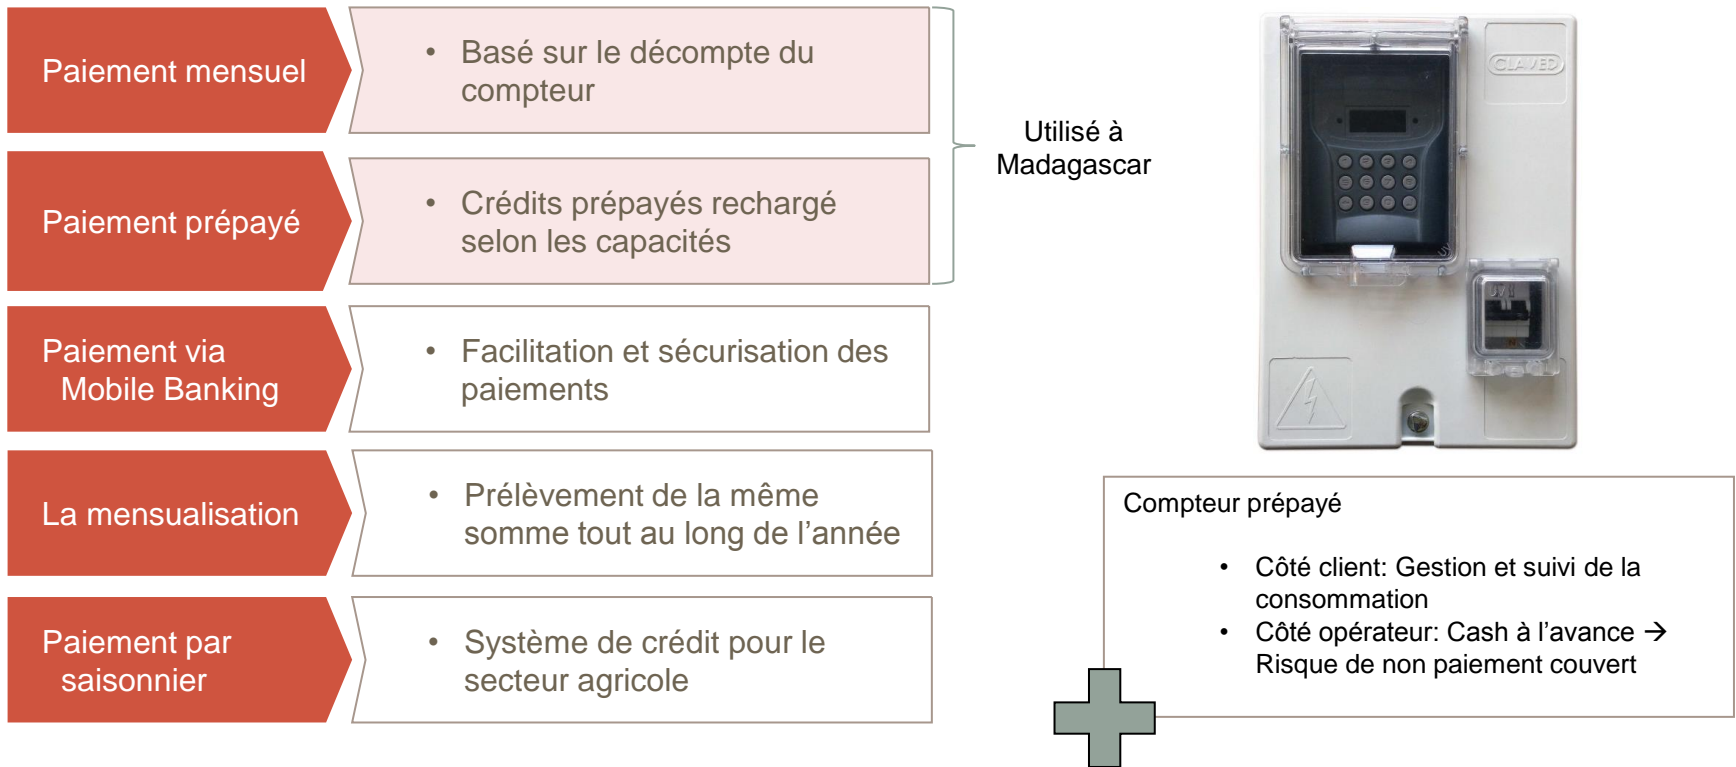 Paiement mensuel
• Basé sur le décompte du
compteur
Paiement prépayé
• Crédits prépayés rechargé
selon les capacités
Utilisé à
Madagascar
Paiement via
Mobile Banking
• Facilitation et sécurisation des
paiements
La mensualisation
• Prélèvement de la même
somme tout au long de l’année
Paiement par
saisonnier
• Système de crédit pour le
secteur agricole
CLAVED
UV
Compteur prépayé
• Côté client: Gestion et suivi de la
consommation
• Côté opérateur: Cash à l’avance →
Risque de non paiement couvert